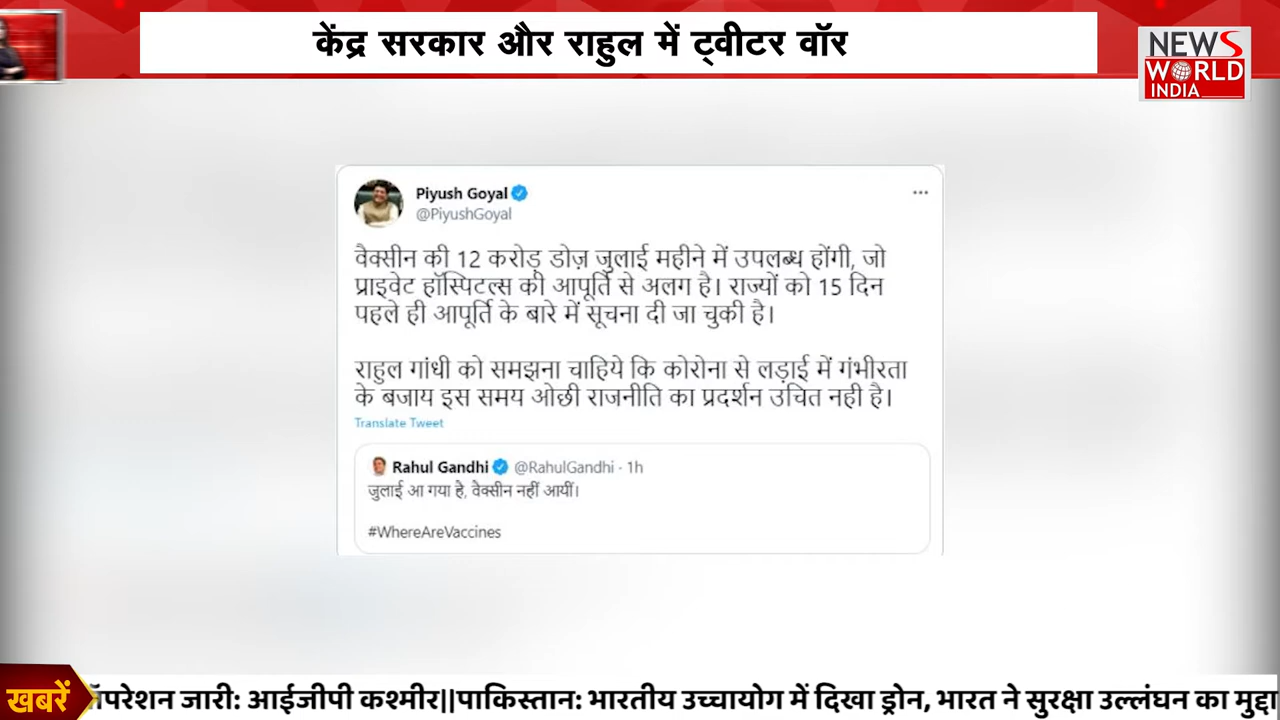 केंद्र सरकार और राहुल में ट्वीटर वॉर
NEWS
WORLD
INDIA
Piyush Goyal
@PiyushGoyal
वैक्सीन की 12 करोड़ डोज़ जुलाई महीने में उपलब्ध होंगी, जो
प्राइवेट हॉस्पिटल्स की आपूर्ति से अलग है। राज्यों को 15 दिन
पहले ही आपूर्ति के बारे में सूचना दी जा चुकी है।
राहुल गांधी को समझना चाहिये कि कोरोना से लड़ाई में गंभीरता
के बजाय इस समय ओछी राजनीति का प्रदर्शन उचित नही है।
Translate Tweet
Rahul Gandhi @RahulGandhi · 1h
जुलाई आ गया है, वैक्सीन नहीं आयीं।
#WhereAreVaccines
खबरें
जारी: आईजीपी कश्मीर||पाकिस्तान: भारतीय उच्चायोग में दिखा ड्रोन, भारत ने सुरक्षा उल्लंघन का